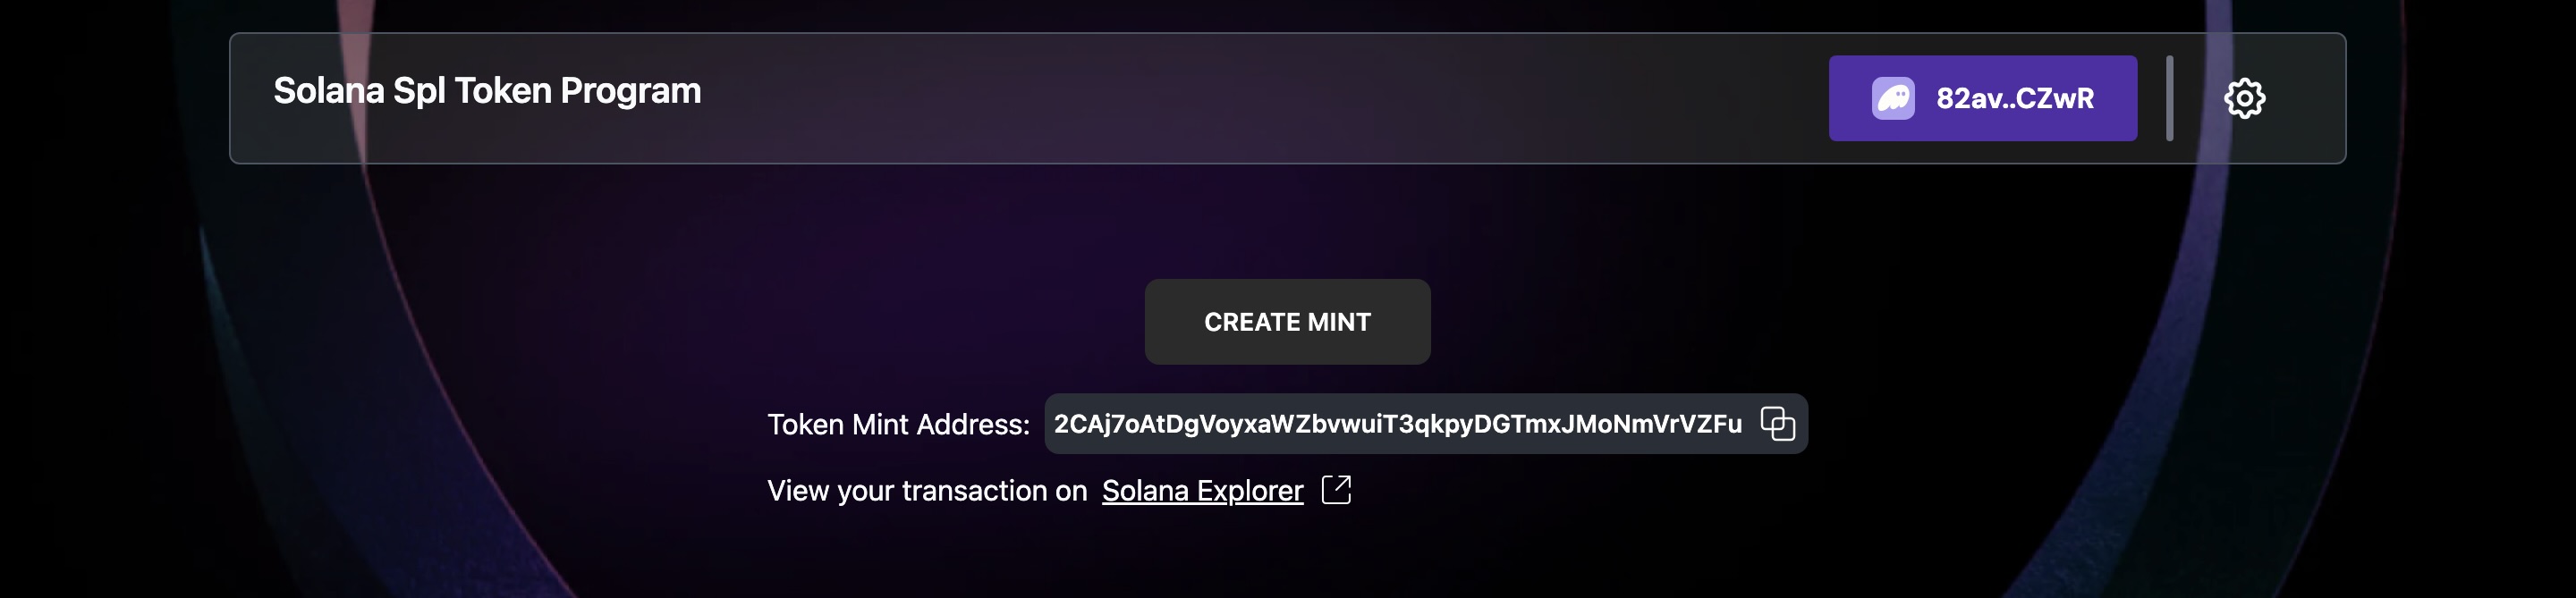 Solana Spl Token Program
82av..CZwR
CREATE MINT
Token Mint Address: 2CAj7oAtDgVoyxaWZbvwuiT3qkpyDGTmxJMoNmVrVZFu
View your transaction on Solana Explorer